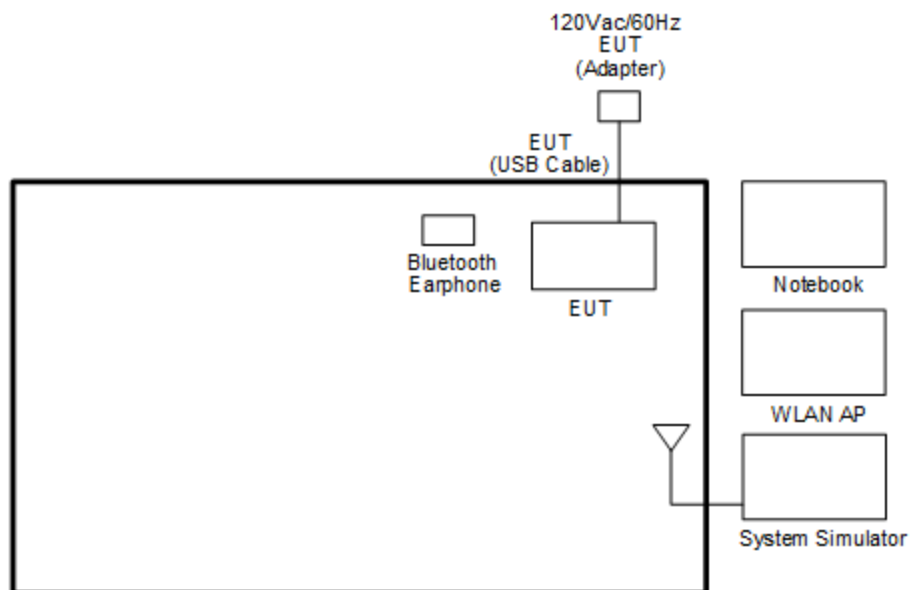 120Vac/60Hz
EUT
(Adapter)
EUT
(USB Cable)
Bluetooth
Earphone
EUT
Notebook
WLAN AP
System Simulator